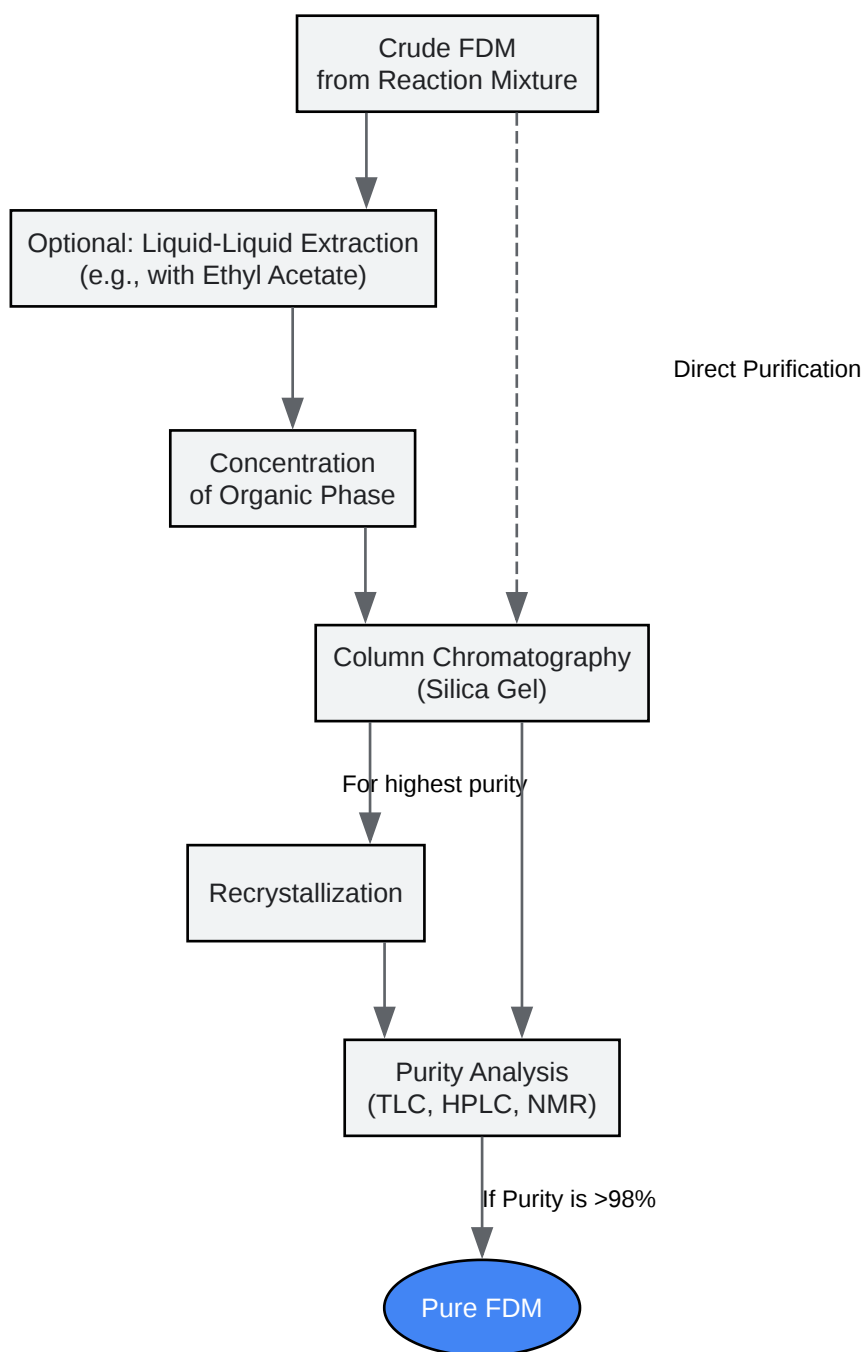 Crude FDM
from Reaction Mixture
Optional: Liquid-Liquid Extraction
(e.g., with Ethyl Acetate)
Direct Purification
Concentration
of Organic Phase
Column Chromatography
(Silica Gel)
For highest purity
Recrystallization
Purity Analysis
(TLC, HPLC, NMR)
If Purity is >98%
Pure FDM